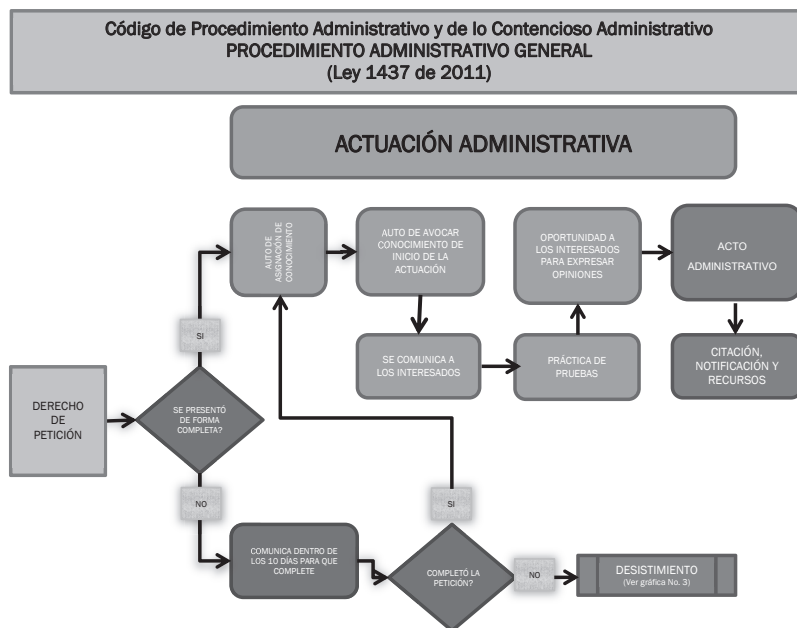 Código de Procedimiento Administrativo y de lo Contencioso Administrativo
PROCEDIMIENTO ADMINISTRATIVO GENERAL
(Ley 1437 de 2011)
ACTUACIÓN ADMINISTRATIVA
AUTO DE
ASIGNACIÓN DE
CONOCIMIENTO
AUTO DE AVOCAR
CONOCIMIENTO DE
INICIO DE LA
ACTUACIÓN
OPORTUNIDAD A
LOS INTERESADOS
PARA EXPRESAR
OPINIONES
ACTO
ADMINISTRATIVO
SI
SE COMUNICA A
LOS INTERESADOS
PRÁCTICA DE
PRUEBAS
CITACIÓN,
NOTIFICACIÓN Y
RECURSOS
DERECHO
DE
PETICIÓN
SE PRESENTÓ
DE FORMA
COMPLETA?
NO
SI
COMUNICA DENTRO DE
LOS 10 DÍAS PARA QUE
COMPLETE
COMPLETÓ LA
PETICIÓN?
NO
DESISTIMIENTO
(Ver gráfica No. 3)